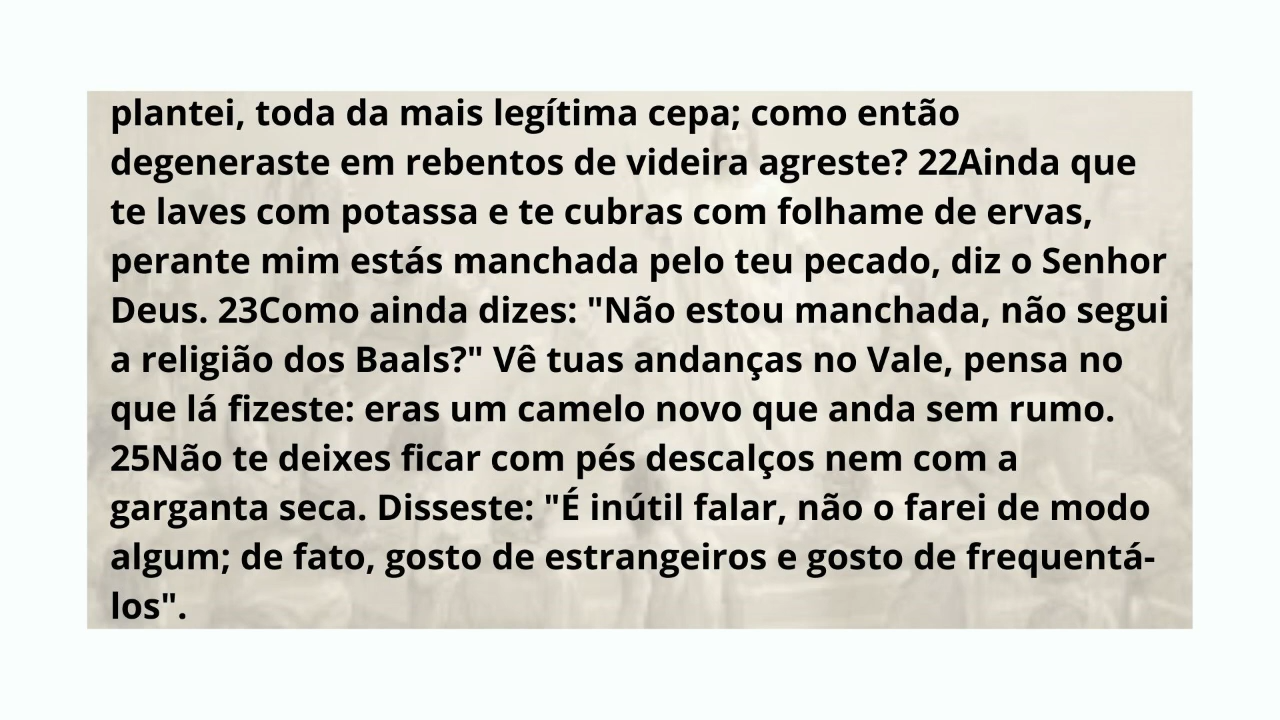 plantei, toda da mais legítima cepa; como então
degeneraste em rebentos de videira agreste? 22Ainda que
te laves com potassa e te cubras com folhame de ervas,
perante mim estás manchada pelo teu pecado, diz o Senhor
Deus. 23Como ainda dizes: "Não estou manchada, não segui
a religião dos Baals?" Vê tuas andanças no Vale, pensa no
que lá fizeste: eras um camelo novo que anda sem rumo.
25Não te deixes ficar com pés descalços nem com a
garganta seca. Disseste: "É inútil falar, não o farei de modo
algum; de fato, gosto de estrangeiros e gosto de frequentá-
los".